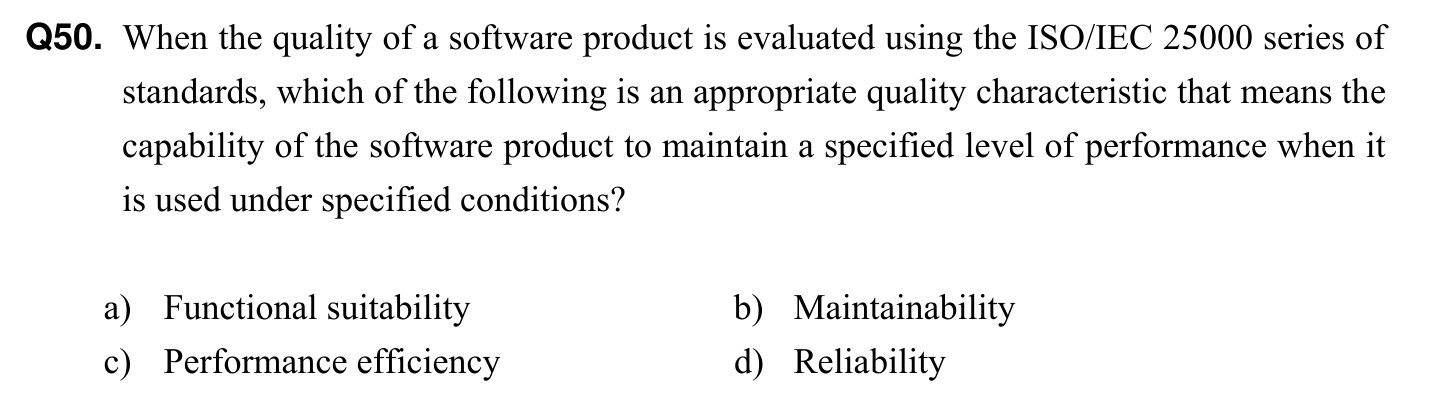 Q50. When the quality of a software product is evaluated using the ISO/IEC 25000 series of
standards, which of the following is an appropriate quality characteristic that means the
capability of the software product to maintain a specified level of performance when it
is used under specified conditions?
a) Functional suitability b) Maintainability
c) Performance efficiency d) Reliability